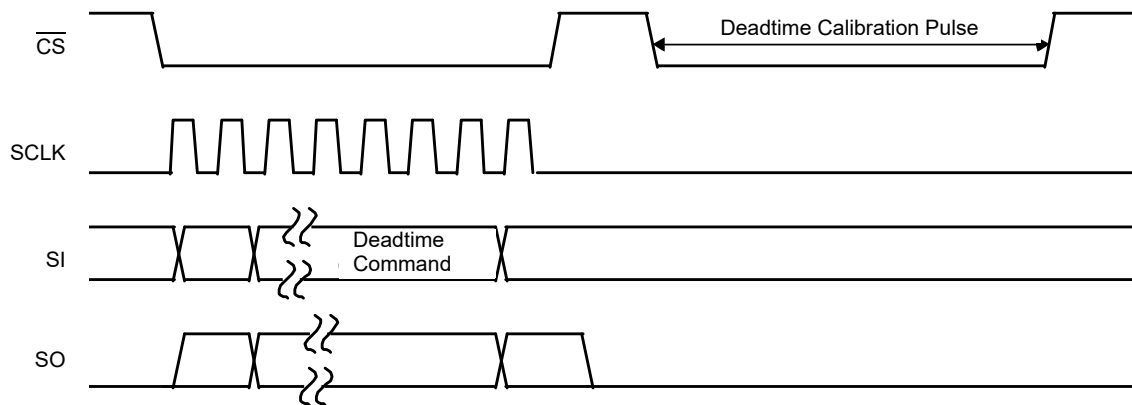 CS
Deadtime Calibration Pulse
SCLK
SI
Deadtime
Command
SO